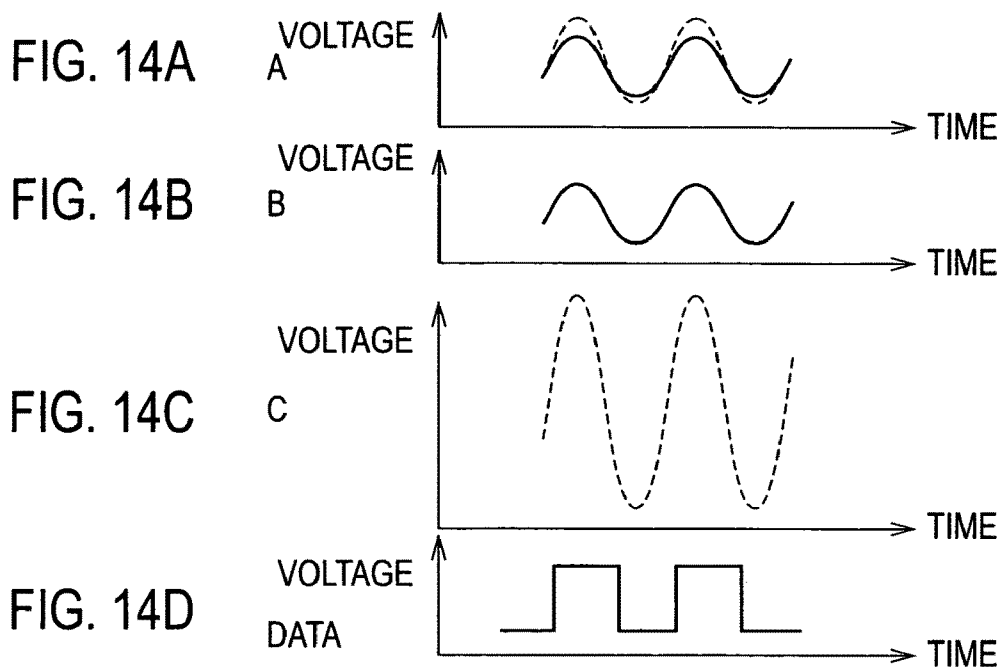 FIG. 14A
VOLTAGE
A
TIME
FIG. 14B
VOLTAGE
B
TIME
FIG. 14C
VOLTAGE
C
TIME
FIG. 14D
VOLTAGE
DATA
TIME